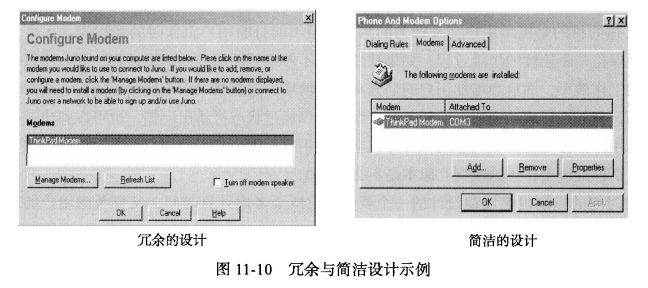 Configure Modem
Configure Modem
The modems Juno found on your computer are listed below. Please click on the name of the
modem you would like to use to connect to Juno. If you would like to add, remove, or
configure a modem, click the 'Manage Modems' button. If there are no modems displayed,
you will need to install a modem (by clicking on the 'Manage Modems' button) or connect to
Juno over a network to be able to sign up and/or use Juno.
Modems
ThinkPad Modem
Manage Modems...
Refresh List
Turn off modem speaker
OK
Cancel
Help
冗余的设计
Phone And Modem Options
Dialing Rules
Modems
Advanced
The following modems are installed:
Modem
Attached To
ThinkPad Modem
COM3
Add...
Remove
Properties
OK
Cancel
Apply
简洁的设计
图 11-10 冗余与简洁设计示例